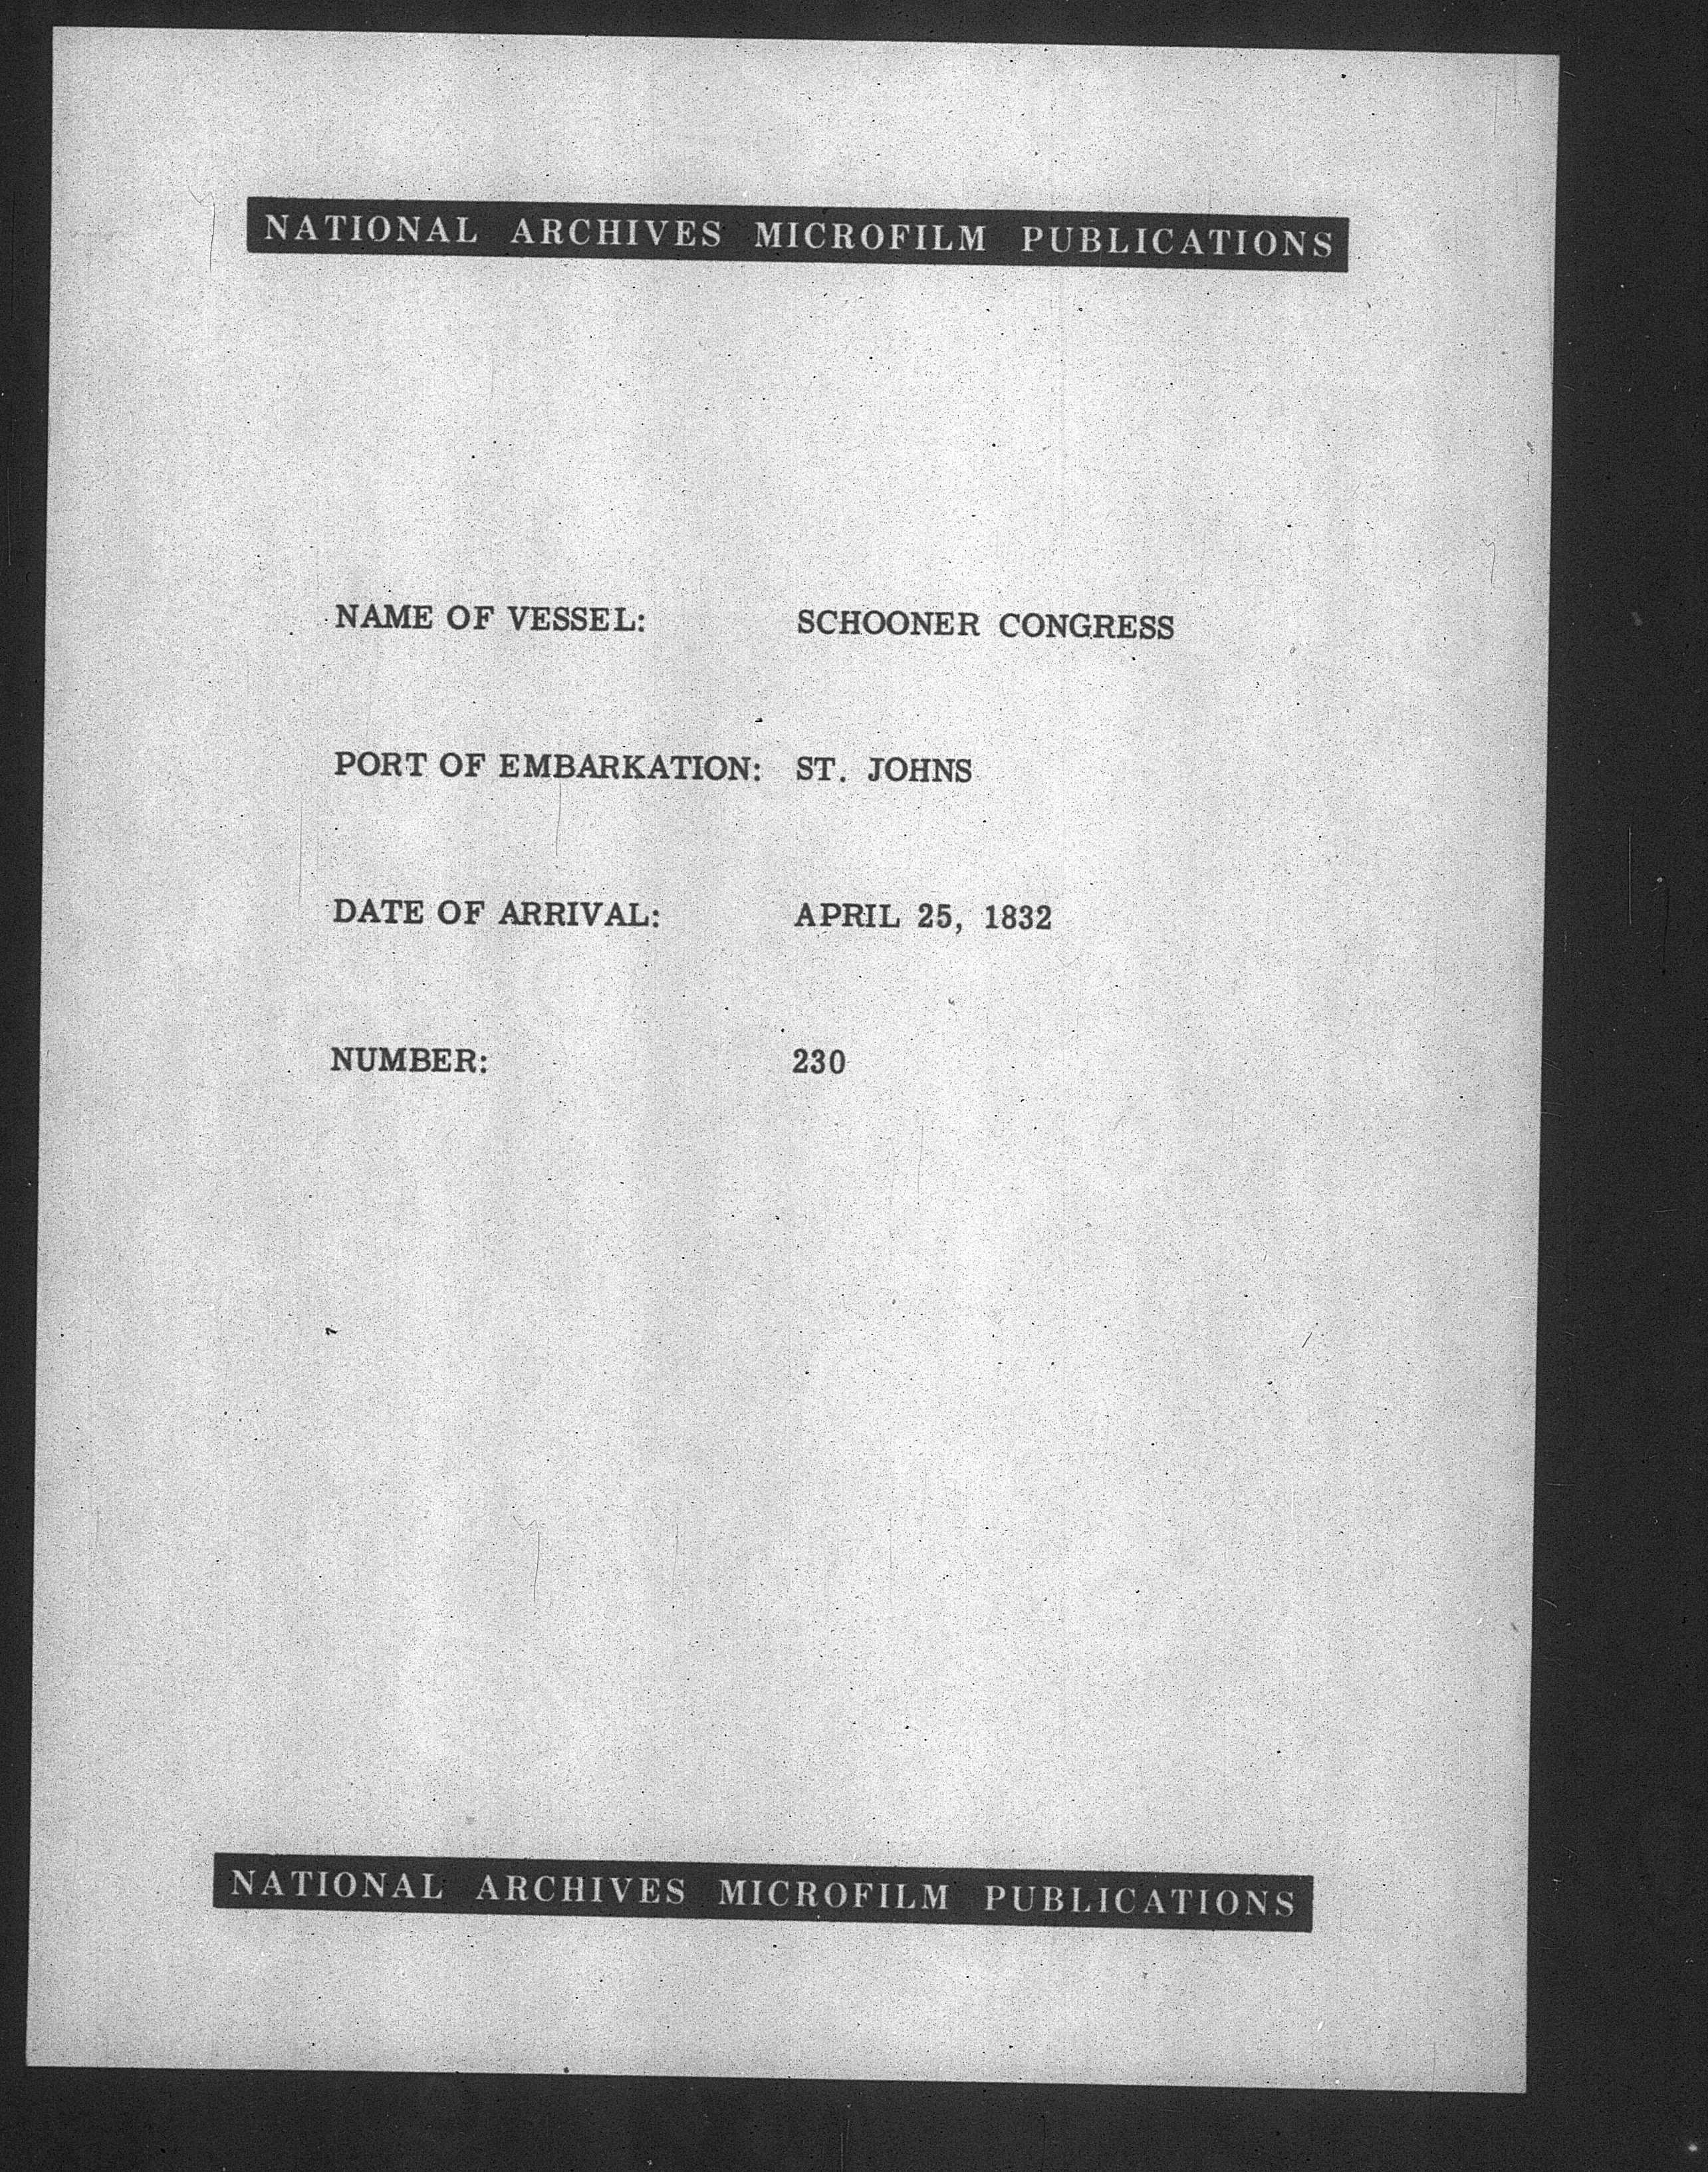 NATIONAL ARCHIVES MICROFILM PUBLICATIONS
NAME OF VESSEL: SCHOONER CONGRESS
PORT OF EMBARKATION: ST. JOHNS
DATE OF ARRIVAL: APRIL 25, 1832
NUMBER: 230
NATIONAL ARCHIVES MICROFILM PUBLICATIONS